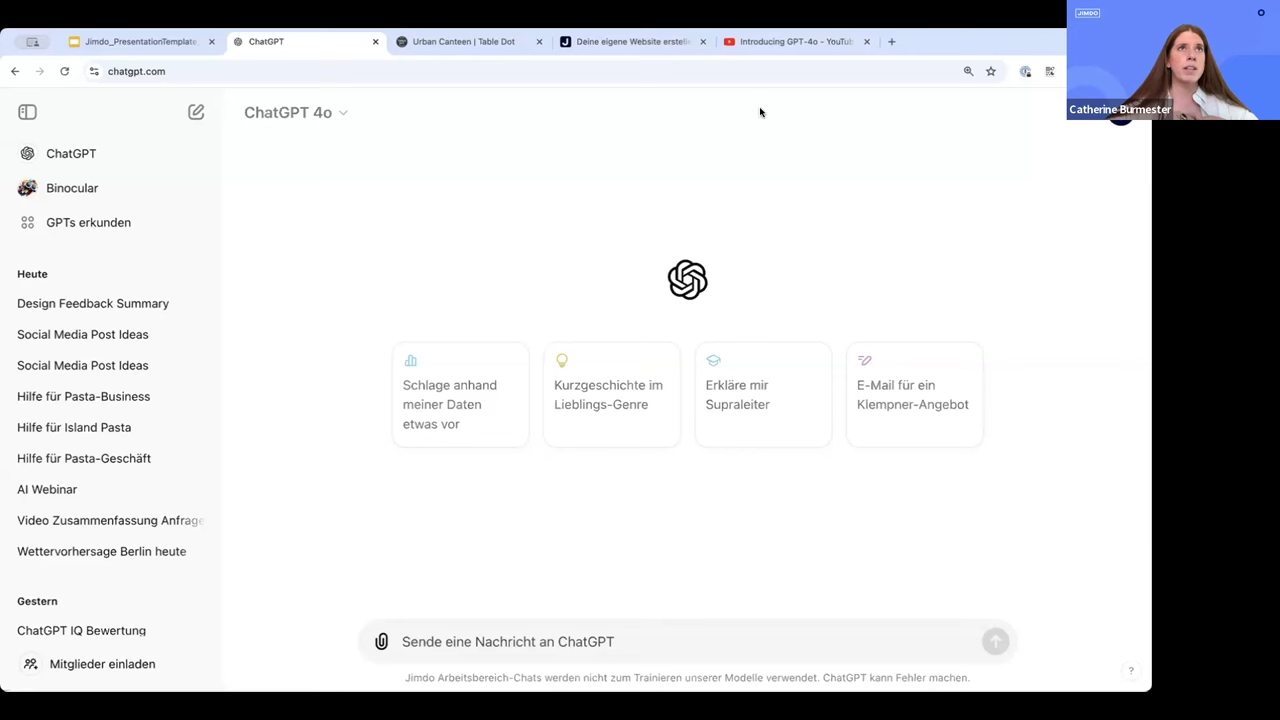 Jimdo_PresentationTemplate
ChatGPT
Urban Canteen | Table Dot
Deine eigene Website erstelle
Introducing GPT-4o - YouTub
JIMDO
Catherine Burmester
chatgpt.com
ChatGPT 4o
ChatGPT
Binocular
GPTs erkunden
Heute
Design Feedback Summary
Social Media Post Ideas
Social Media Post Ideas
Hilfe für Pasta-Business
Hilfe für Island Pasta
Hilfe für Pasta-Geschäft
AI Webinar
Video Zusammenfassung Anfrage
Wettervorhersage Berlin heute
Gestern
ChatGPT IQ Bewertung
Mitglieder einladen
Schlage anhand
meiner Daten
etwas vor
Kurzgeschichte im
Lieblings-Genre
Erkläre mir
Supraleiter
E-Mail für ein
Klempner-Angebot
Sende eine Nachricht an ChatGPT
Jimdo Arbeitsbereich-Chats werden nicht zum Trainieren unserer Modelle verwendet. ChatGPT kann Fehler machen.
?